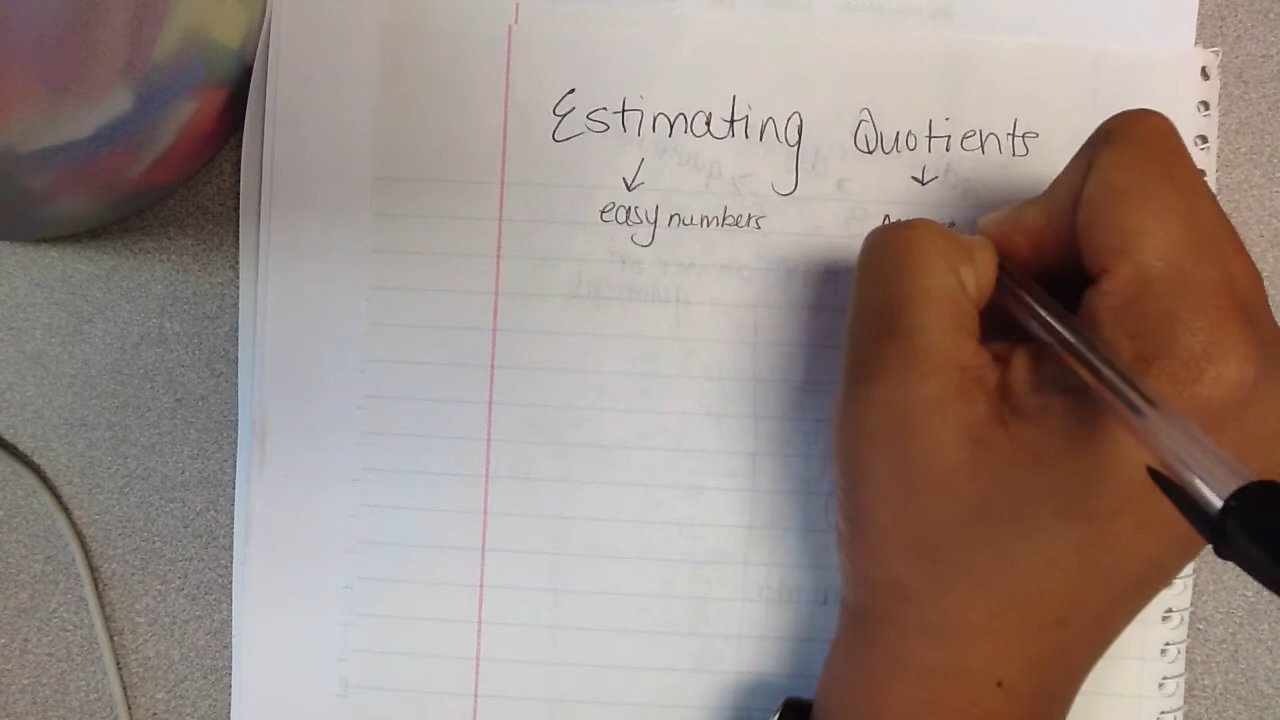 Estimating Quotients
↓ ↓
easy numbers